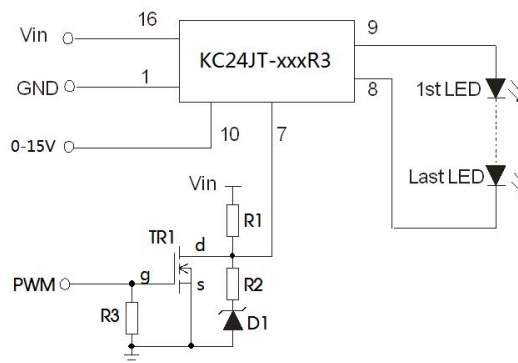 16
9
Vin
KC24JT-xxxR3
1
8
GND
1st LED
10
7
0-15V
Vin
Last LED
R1
TR1
d
g
s
R2
PWM
R3
D1